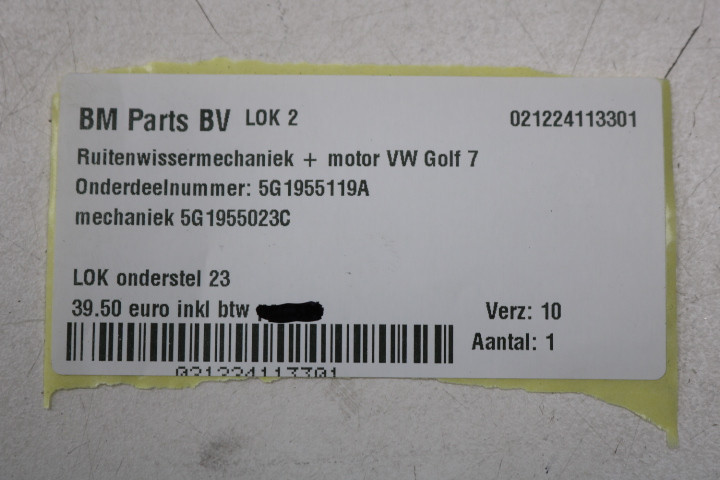 BM Parts BV LOK 2 021224113301
Ruitenwissermechaniek + motor VW Golf 7
Onderdeelnummer: 5G1955119A
mechaniek 5G1955023C
LOK onderstel 23
39.50 euro inkl btw
Verz: 10
Aantal: 1
021224113301